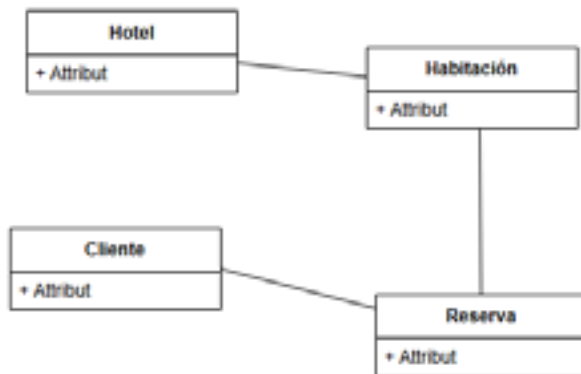 Hotel
+ Attribut
Habitación
+ Attribut
Cliente
+ Attribut
Reserva
+ Attribut